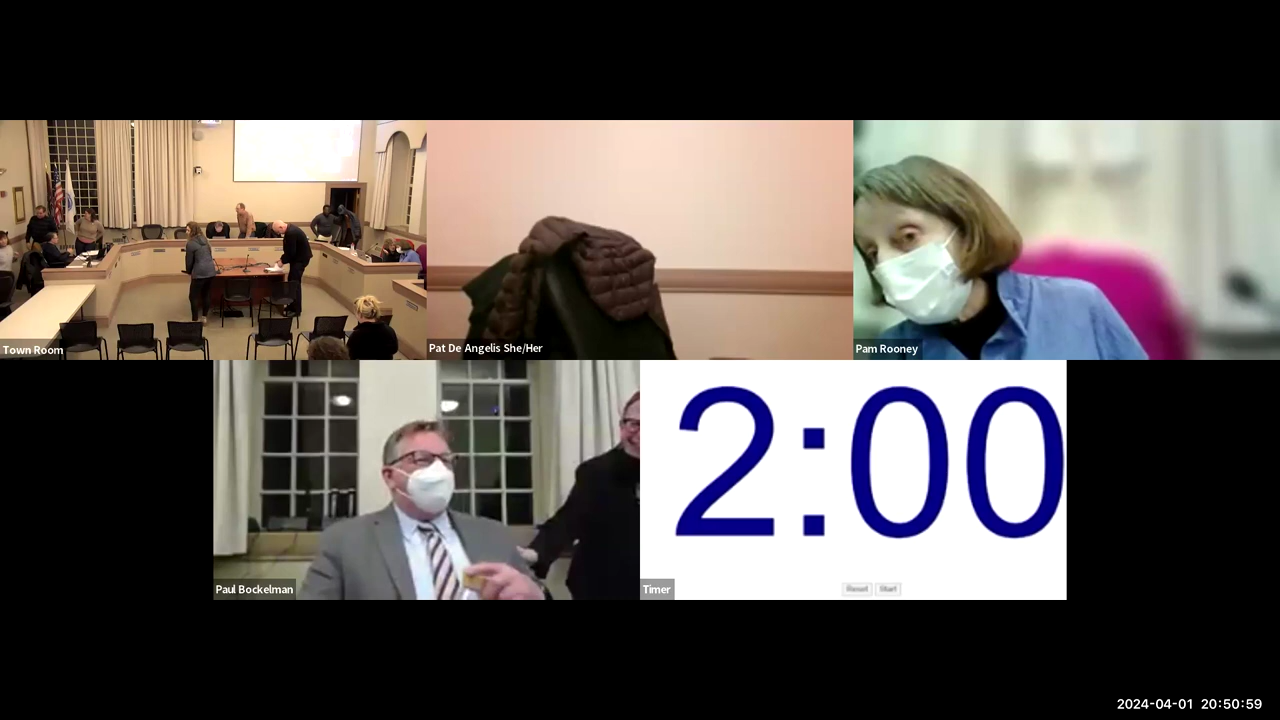 Town Room
Pat De Angelis She/Her
Pam Rooney
Paul Bockelman
2:00
Timer
Reset
Start
2024-04-01 20:50:59